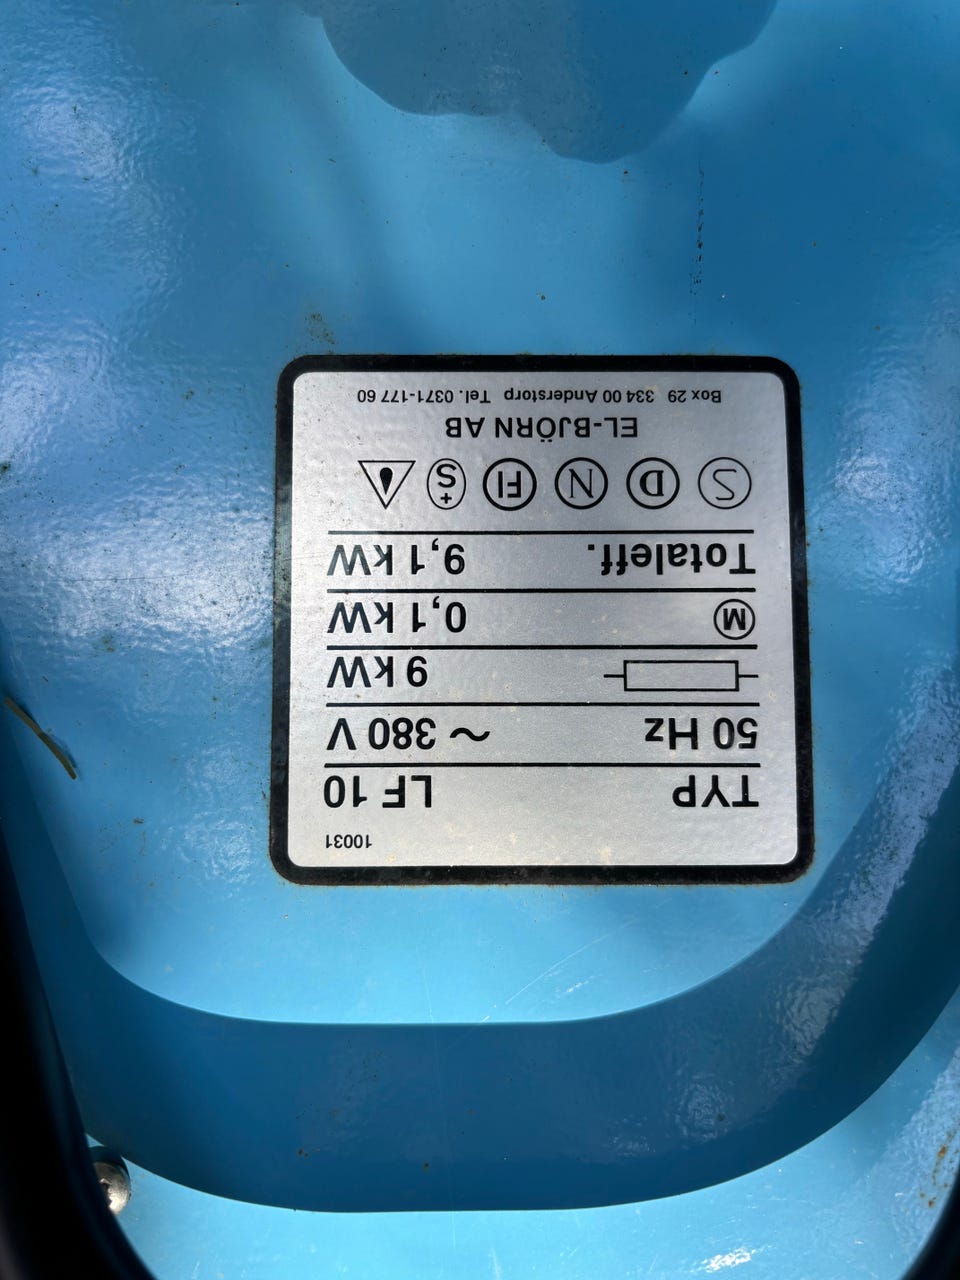 10031
TYP LF 10
50 Hz ~ 380 V
9 kW
M 0,1 kW
Totaleff. 9,1 kW
S D N FI +S
EL-BJÖRN AB
Box 29 334 00 Anderstorp Tel. 0371-177 60